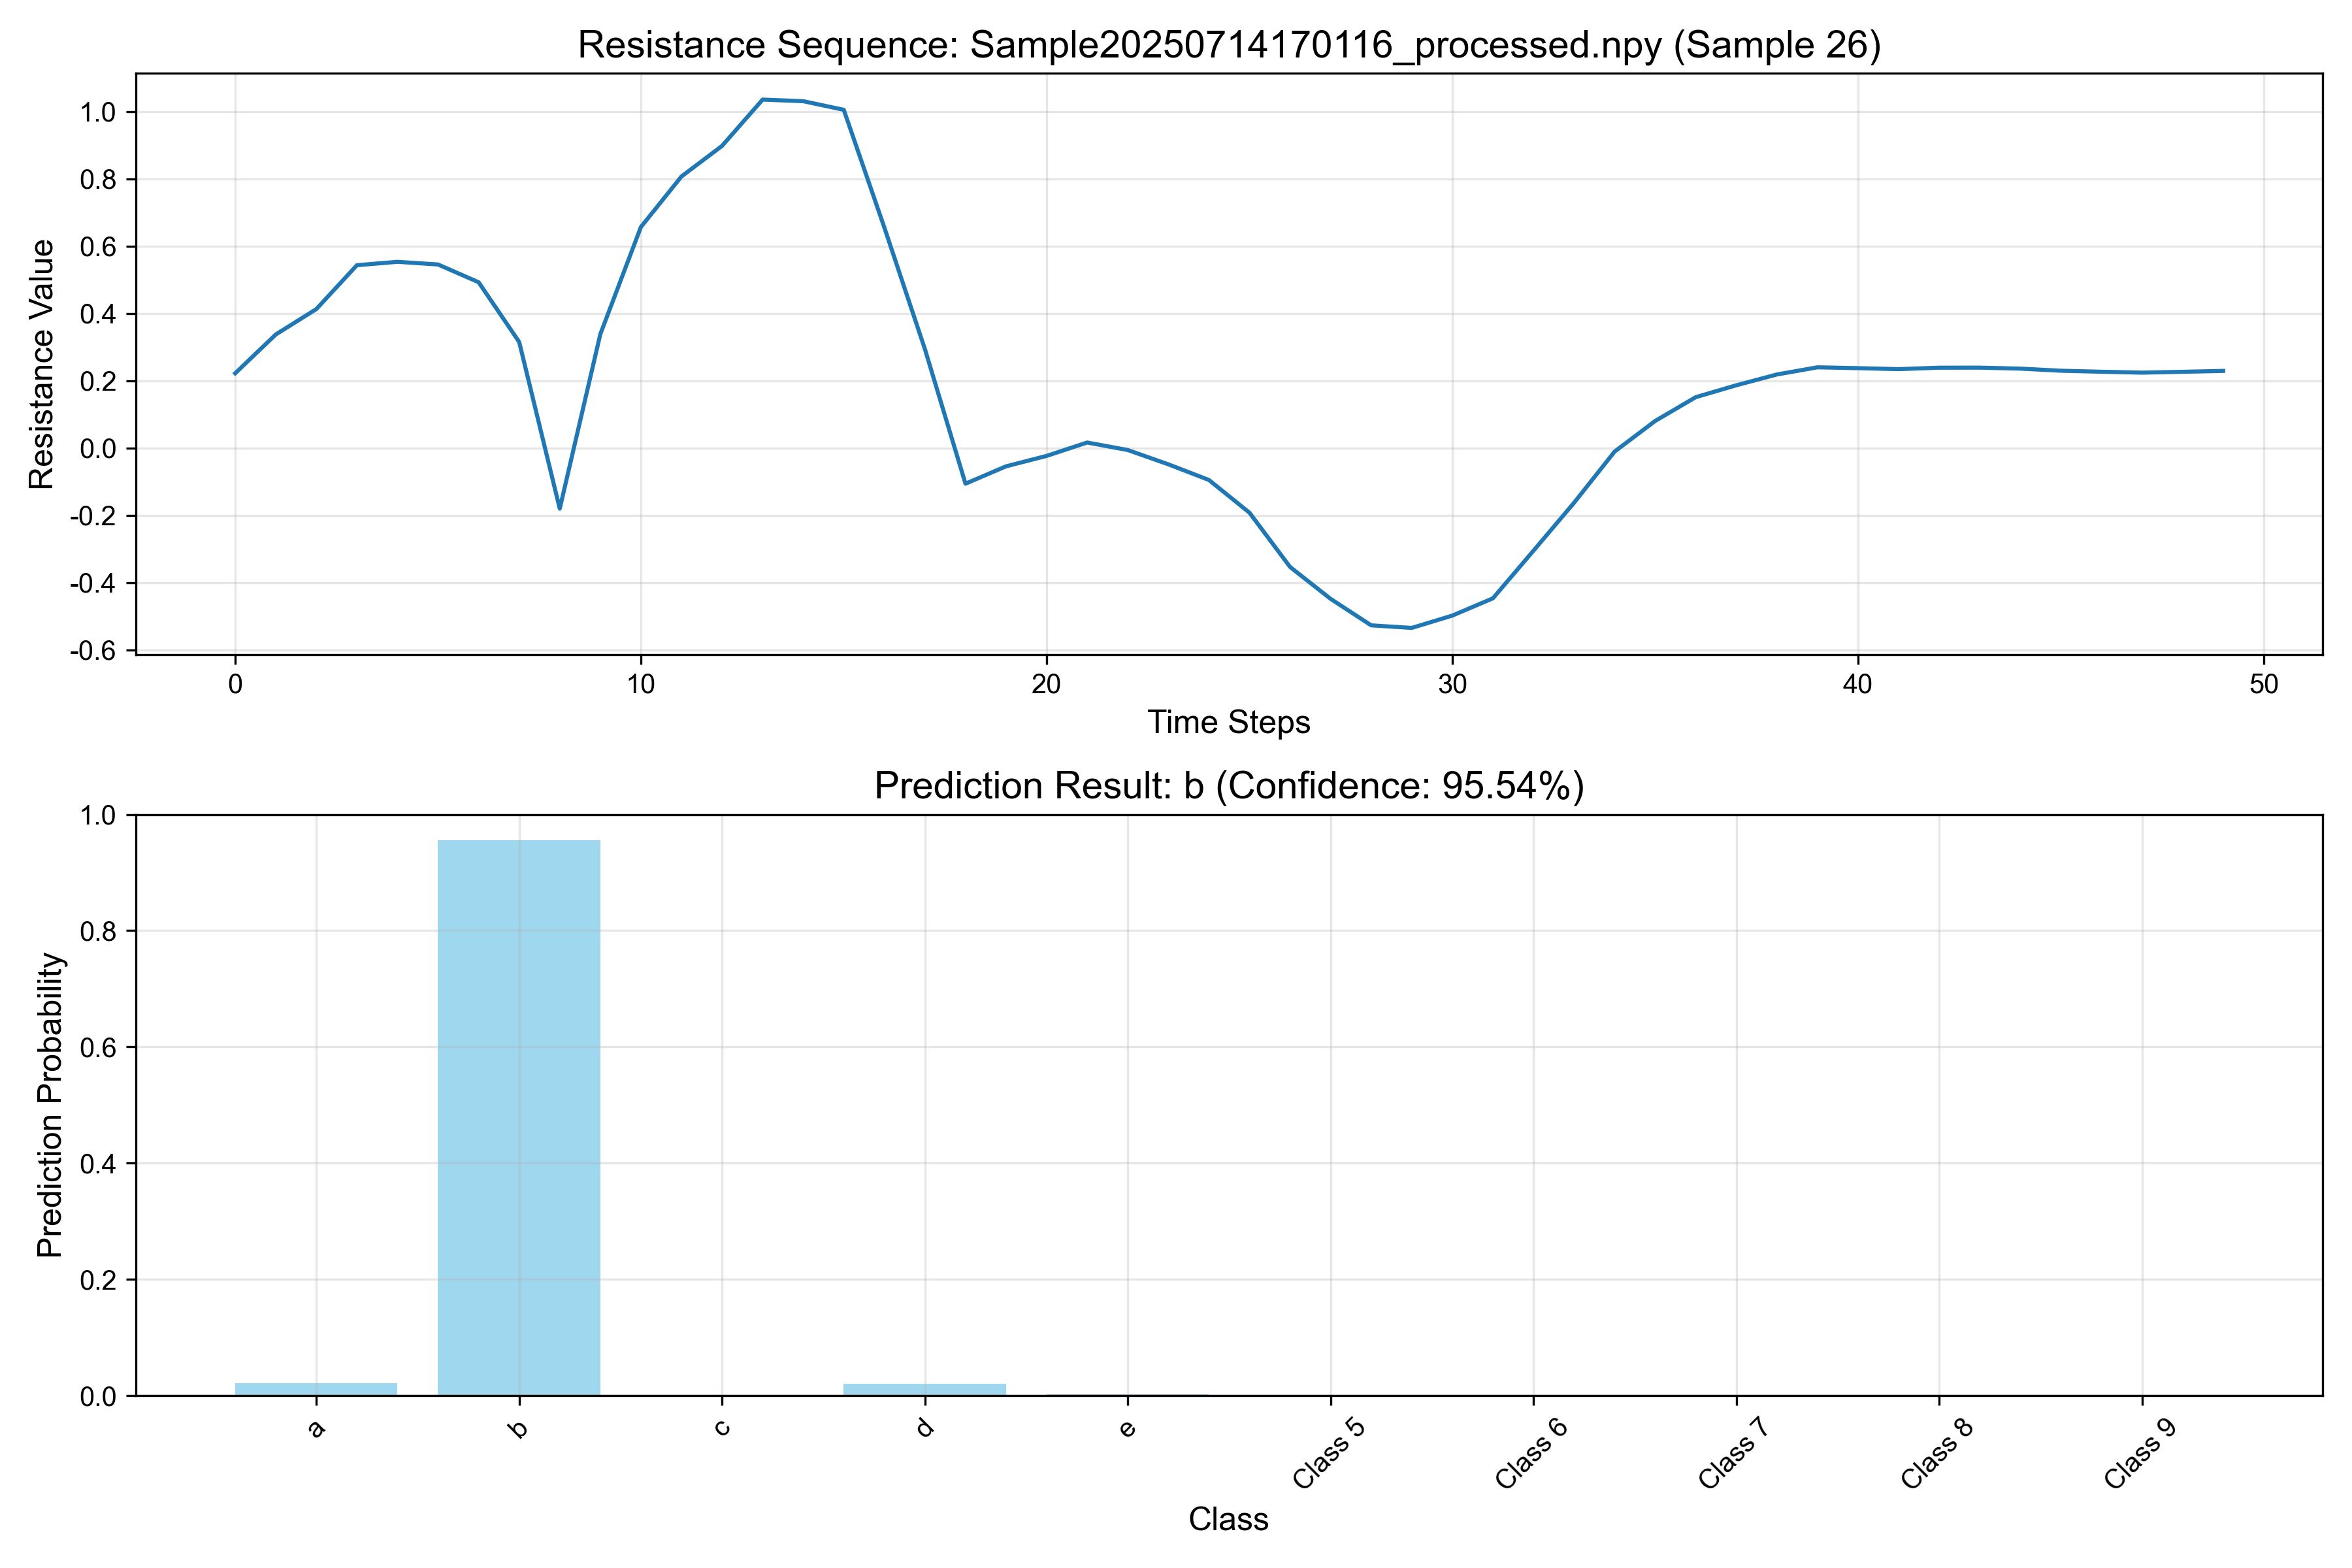 Resistance Sequence: Sample20250714170116_processed.npy (Sample 26)
Resistance Value
1.0
0.8
0.6
0.4
0.2
0.0
-0.2
-0.4
-0.6
0 10 20 30 40 50
Time Steps
Prediction Result: b (Confidence: 95.54%)
Prediction Probability
1.0
0.8
0.6
0.4
0.2
0.0
a b c d e Class 5 Class 6 Class 7 Class 8 Class 9
Class